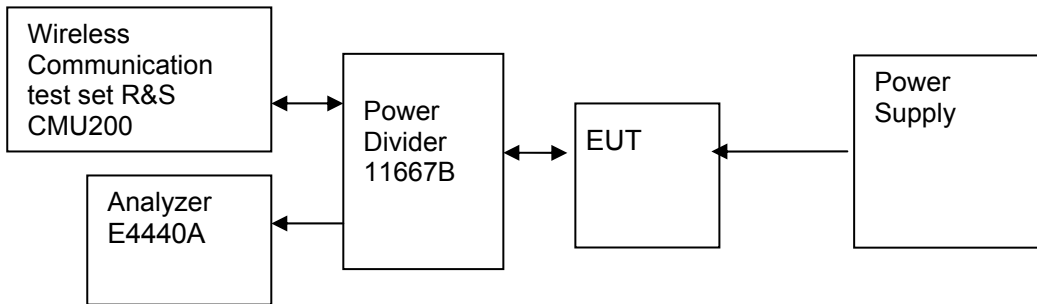 Wireless
Communication
test set R&S
CMU200
Analyzer
E4440A
Power
Divider
11667B
EUT
Power
Supply